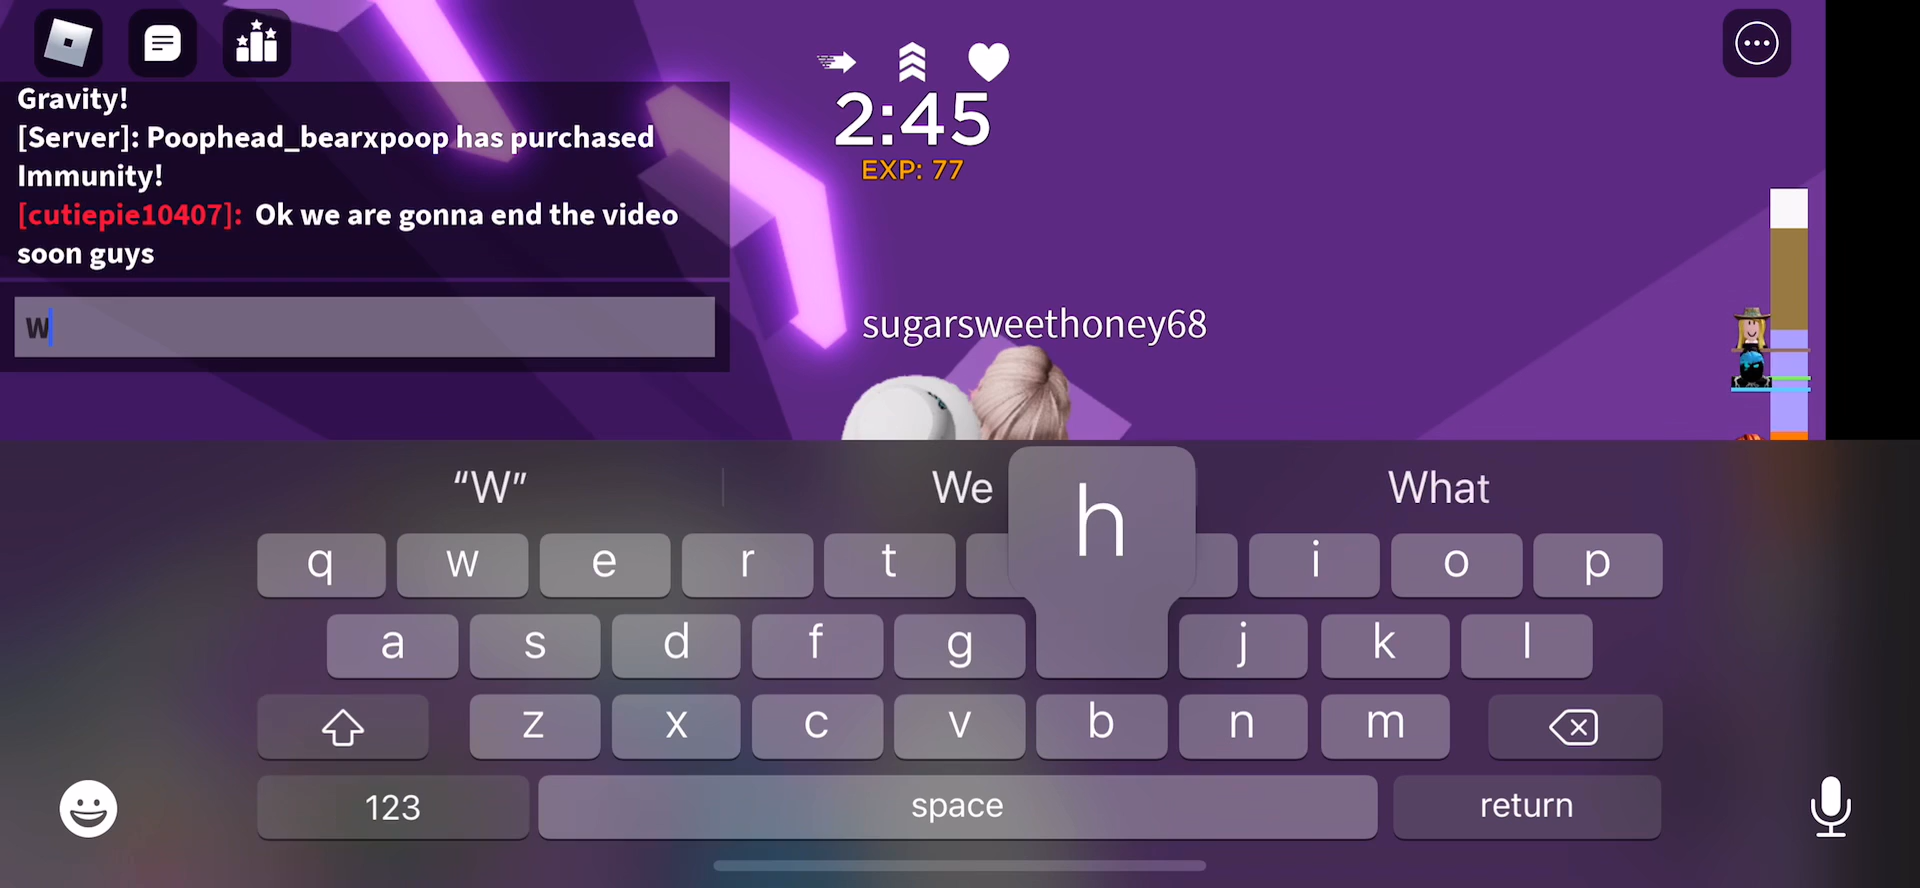 Gravity!
[Server]: Poophead_bearxpoop has purchased
Immunity!
[cutiepie10407]: Ok we are gonna end the video
soon guys
W
2:45
EXP: 77
sugarsweethoney68
“W” We What
h
q w e r t i o p
a s d f g j k l
z x c v b n m
123 space return